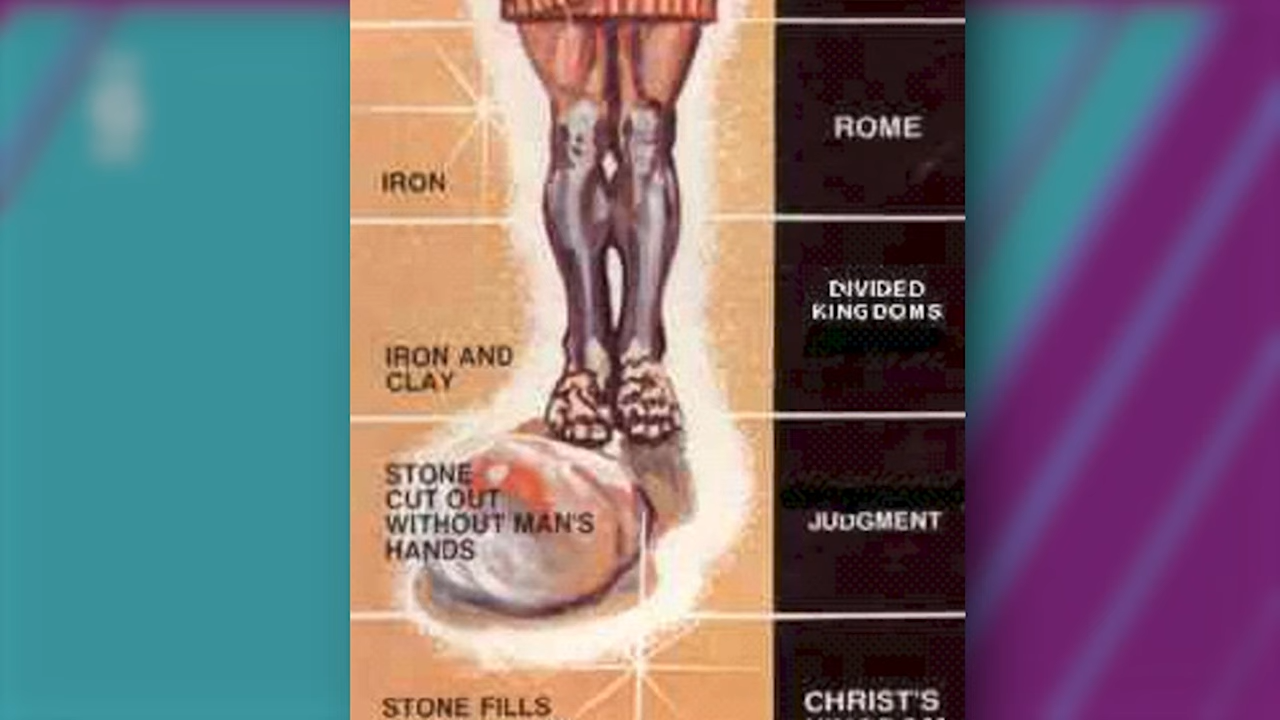 ROME
IRON
DIVIDED
KINGDOMS
IRON AND
CLAY
STONE
CUT OUT
WITHOUT MAN'S
HANDS
JUDGMENT
STONE FILLS
CHRIST'S